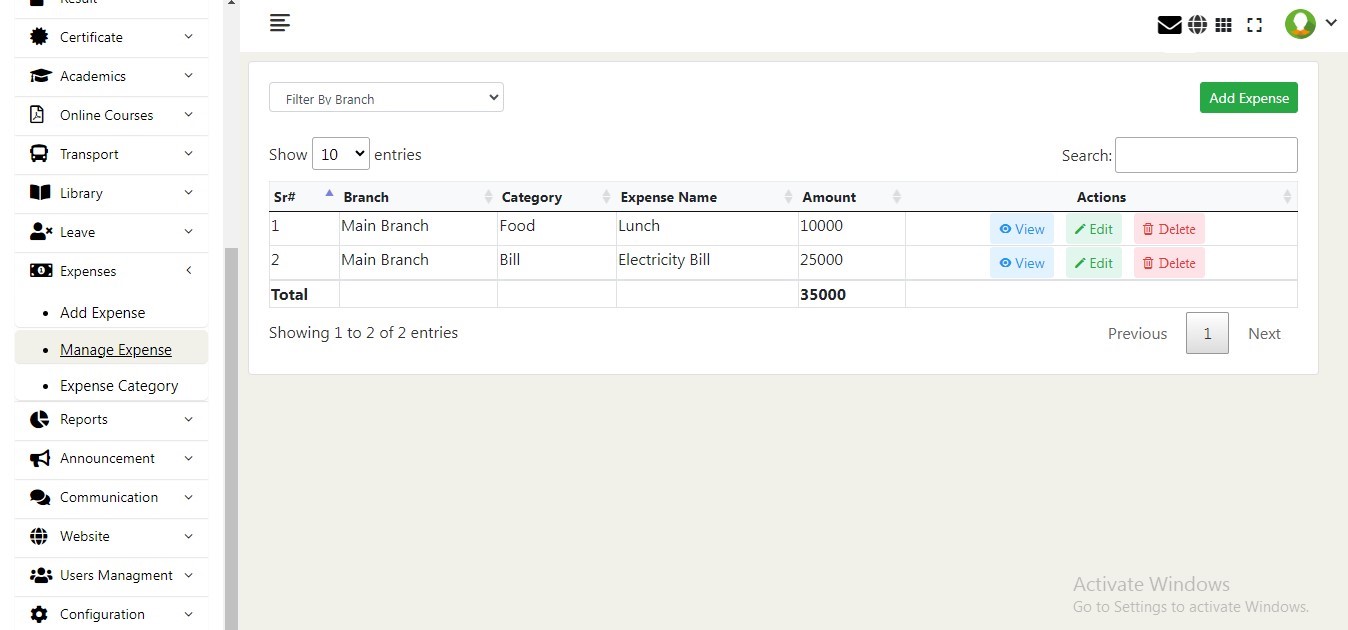 Result
Certificate
Academics
Online Courses
Transport
Library
Leave
Expenses
Add Expense
Manage Expense
Expense Category
Reports
Announcement
Communication
Website
Users Managment
Configuration
Filter By Branch
Add Expense
Show 10 entries
Search:
Sr# Branch Category Expense Name Amount Actions
1 Main Branch Food Lunch 10000 View Edit Delete
2 Main Branch Bill Electricity Bill 25000 View Edit Delete
Total 35000
Showing 1 to 2 of 2 entries
Previous 1 Next
Activate Windows
Go to Settings to activate Windows.